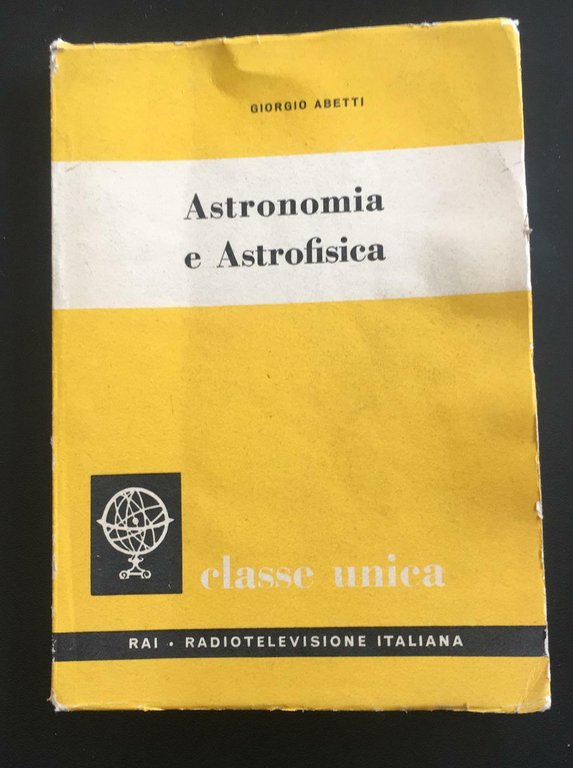 GIORGIO ABETTI
Astronomia
e Astrofisica
classe unica
RAI • RADIOTELEVISIONE ITALIANA